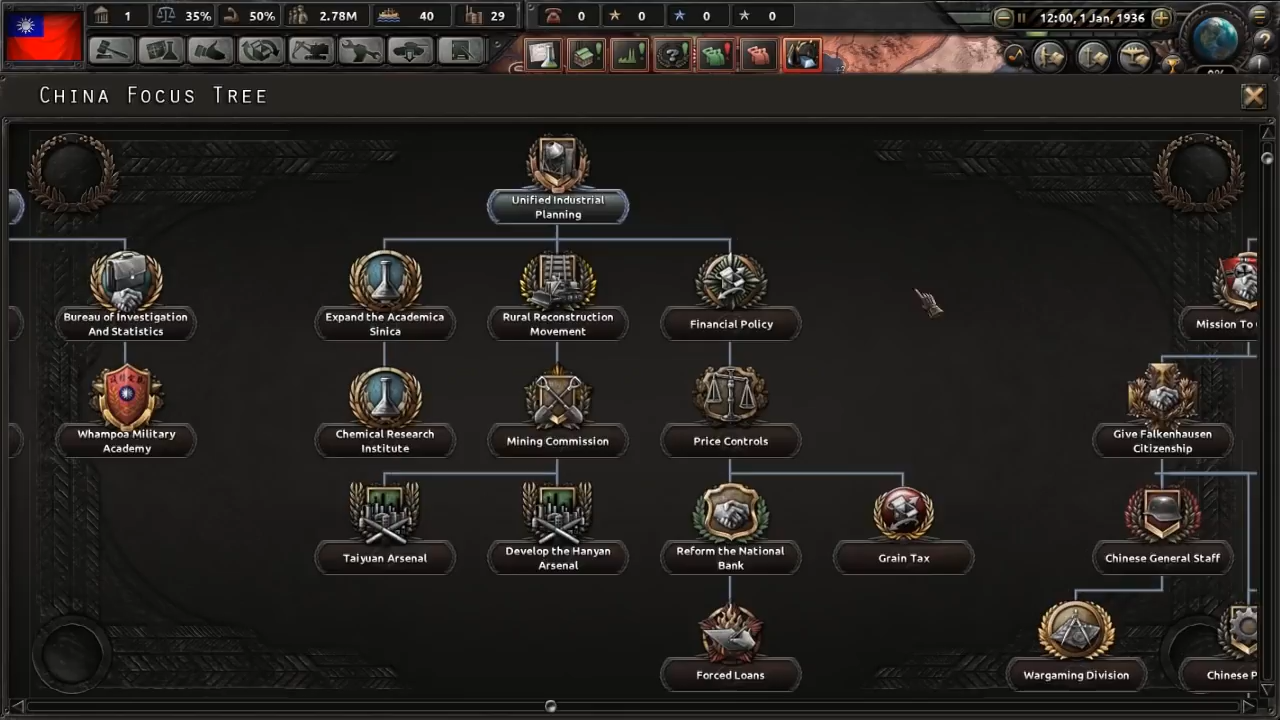 1
35%
50%
2.78M
40
29
0
0
0
0
12:00, 1 Jan, 1936
China Focus Tree
Unified Industrial
Planning
Bureau of Investigation
And Statistics
Expand the Academica
Sinica
Rural Reconstruction
Movement
Financial Policy
Mission To
Whampoa Military
Academy
Chemical Research
Institute
Mining Commission
Price Controls
Give Falkenhausen
Citizenship
Taiyuan Arsenal
Develop the Hanyan
Arsenal
Reform the National
Bank
Grain Tax
Chinese General Staff
Forced Loans
Wargaming Division
Chinese P